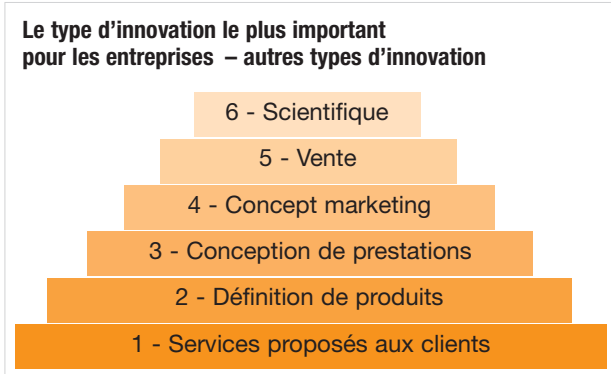 Le type d’innovation le plus important
pour les entreprises – autres types d’innovation
6 - Scientifique
5 - Vente
4 - Concept marketing
3 - Conception de prestations
2 - Définition de produits
1 - Services proposés aux clients